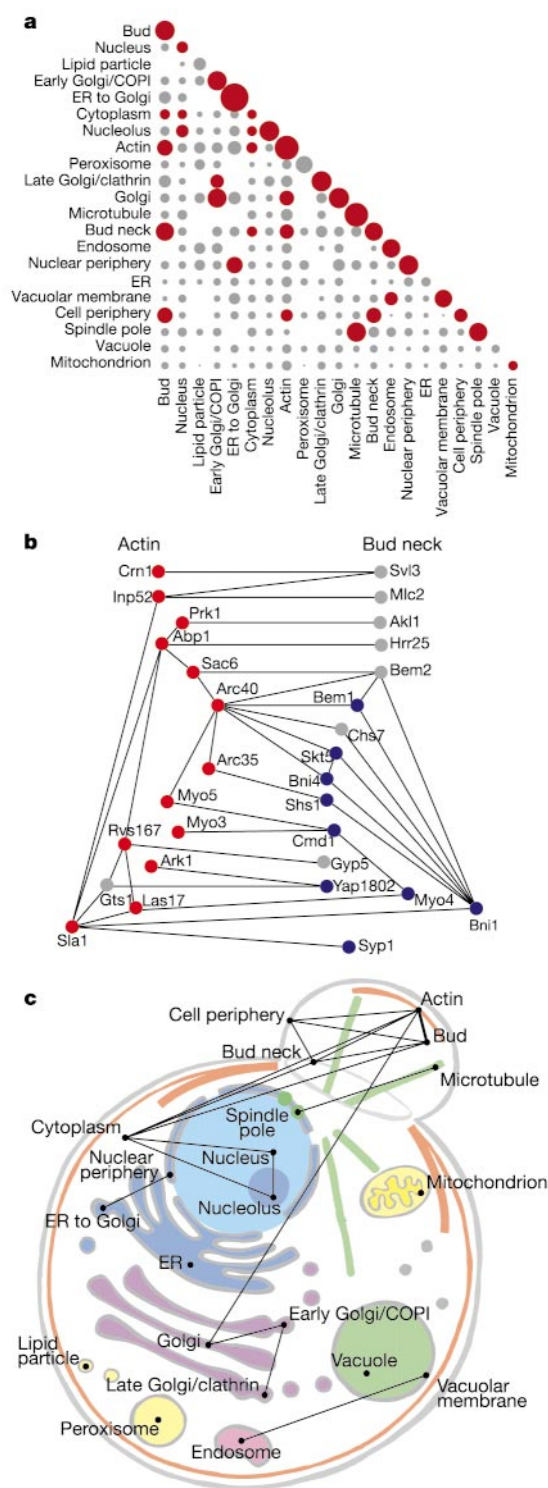 a
Bud
Nucleus
Lipid particle
Early Golgi/COPI
ER to Golgi
Cytoplasm
Nucleolus
Actin
Peroxisome
Late Golgi/clathrin
Golgi
Microtubule
Bud neck
Endosome
Nuclear periphery
ER
Vacuolar membrane
Cell periphery
Spindle pole
Vacuole
Mitochondrion
Bud
Nucleus
Lipid particle
Early Golgi/COPI
ER to Golgi
Cytoplasm
Nucleolus
Actin
Peroxisome
Late Golgi/clathrin
Golgi
Microtubule
Bud neck
Endosome
Nuclear periphery
ER
Vacuolar membrane
Cell periphery
Spindle pole
Vacuole
Mitochondrion
b
Actin Bud neck
Crn1 Svl3
Inp52 Mlc2
Prk1 Akl1
Abp1 Hrr25
Sac6 Bem2
Arc40 Bem1
Chs7
Skt5
Arc35 Bni4
Myo5 Shs1
Rvs167 Myo3 Cmd1
Ark1 Gyp5
Gts1 Las17 Yap1802 Myo4
Sla1 Bni1
Syp1
c
Actin
Cell periphery
Bud
Bud neck
Microtubule
Spindle
pole
Cytoplasm
Nuclear
periphery
Nucleus
Mitochondrion
Nucleolus
ER to Golgi
ER
Early Golgi/COPI
Golgi
Lipid
particle
Vacuole
Late Golgi/clathrin
Vacuolar
membrane
Peroxisome
Endosome